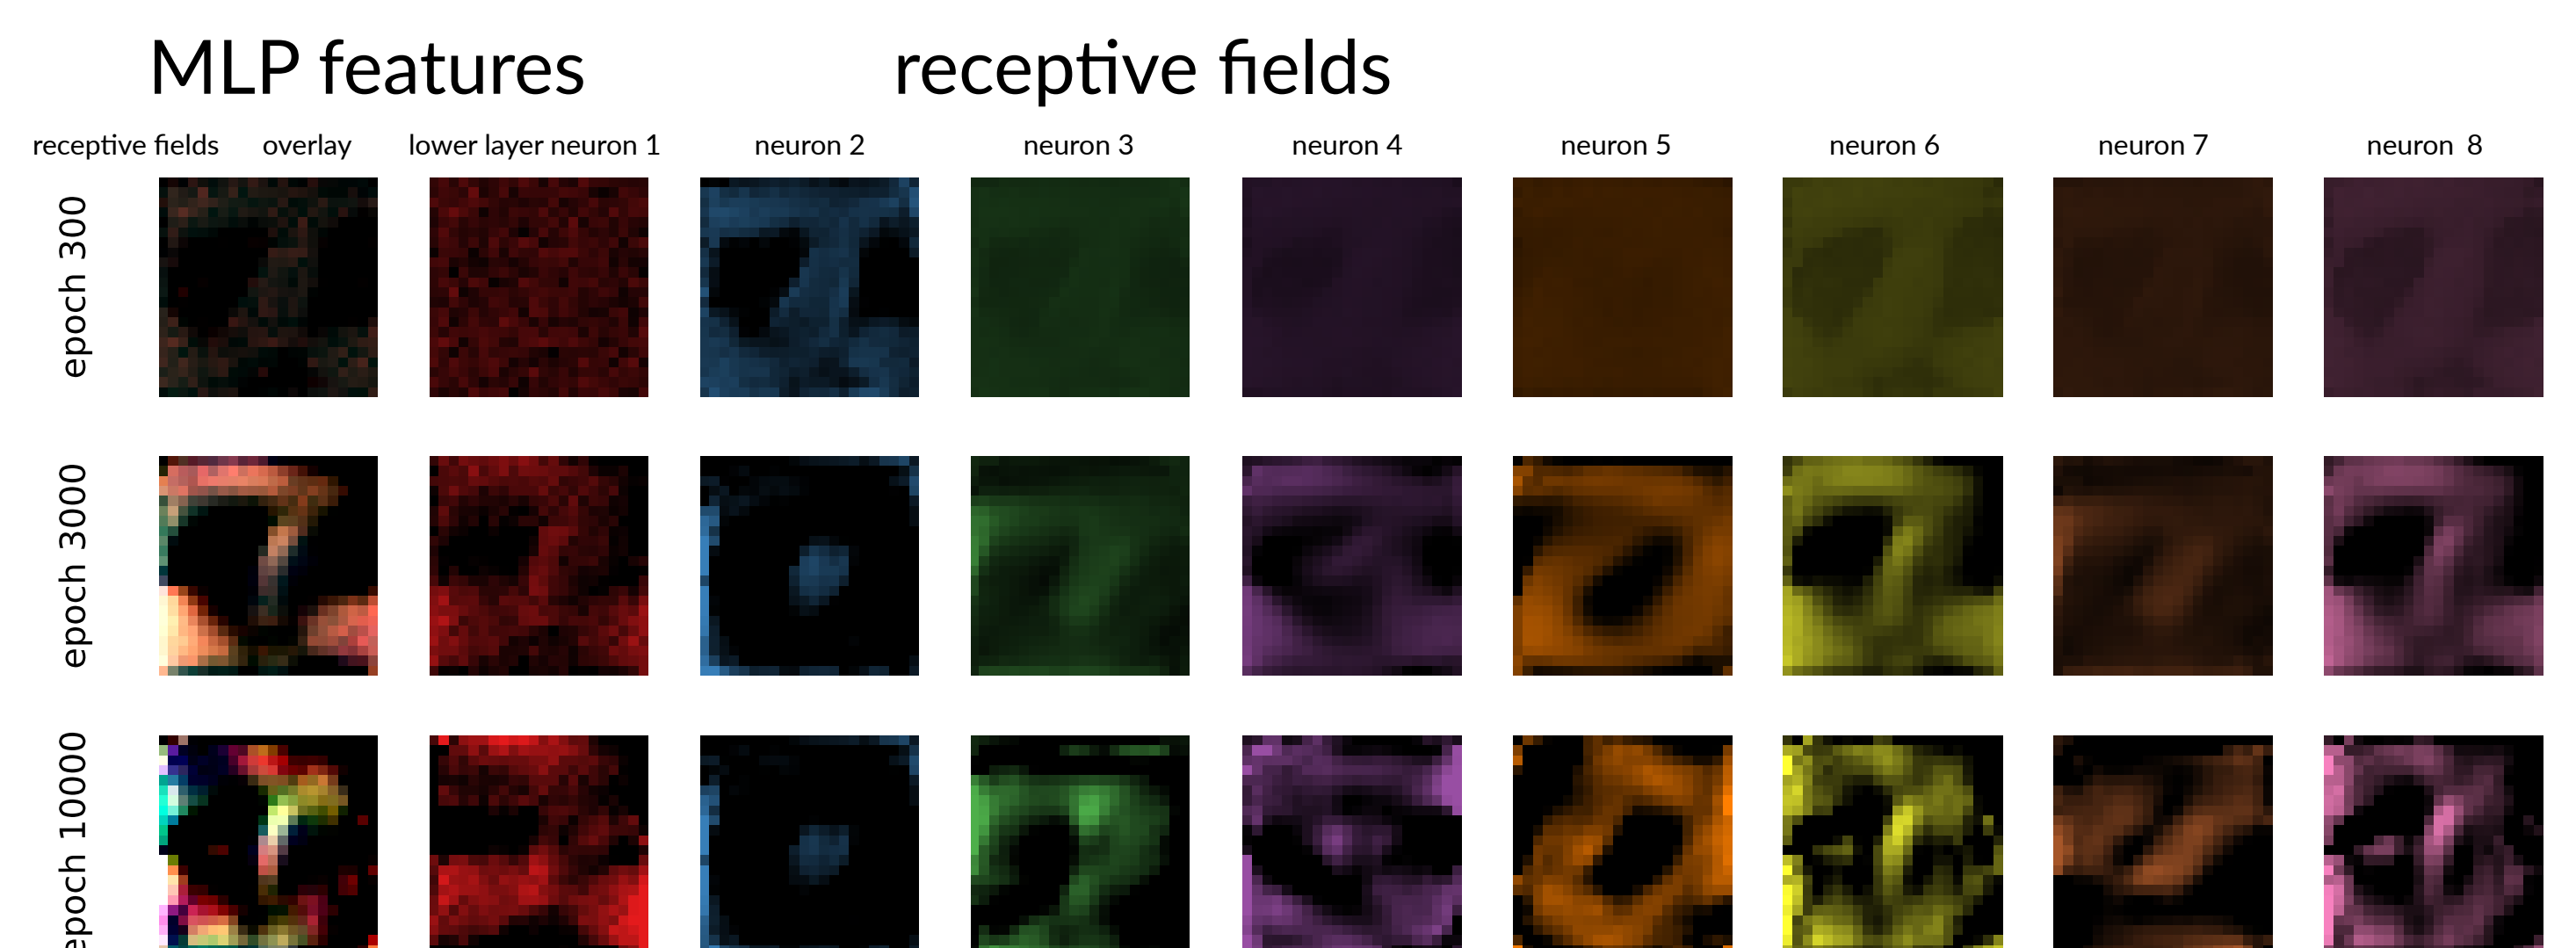 MLP features receptive fields
receptive fields overlay lower layer neuron 1 neuron 2 neuron 3 neuron 4 neuron 5 neuron 6 neuron 7 neuron 8
epoch 300
epoch 3000
epoch 10000